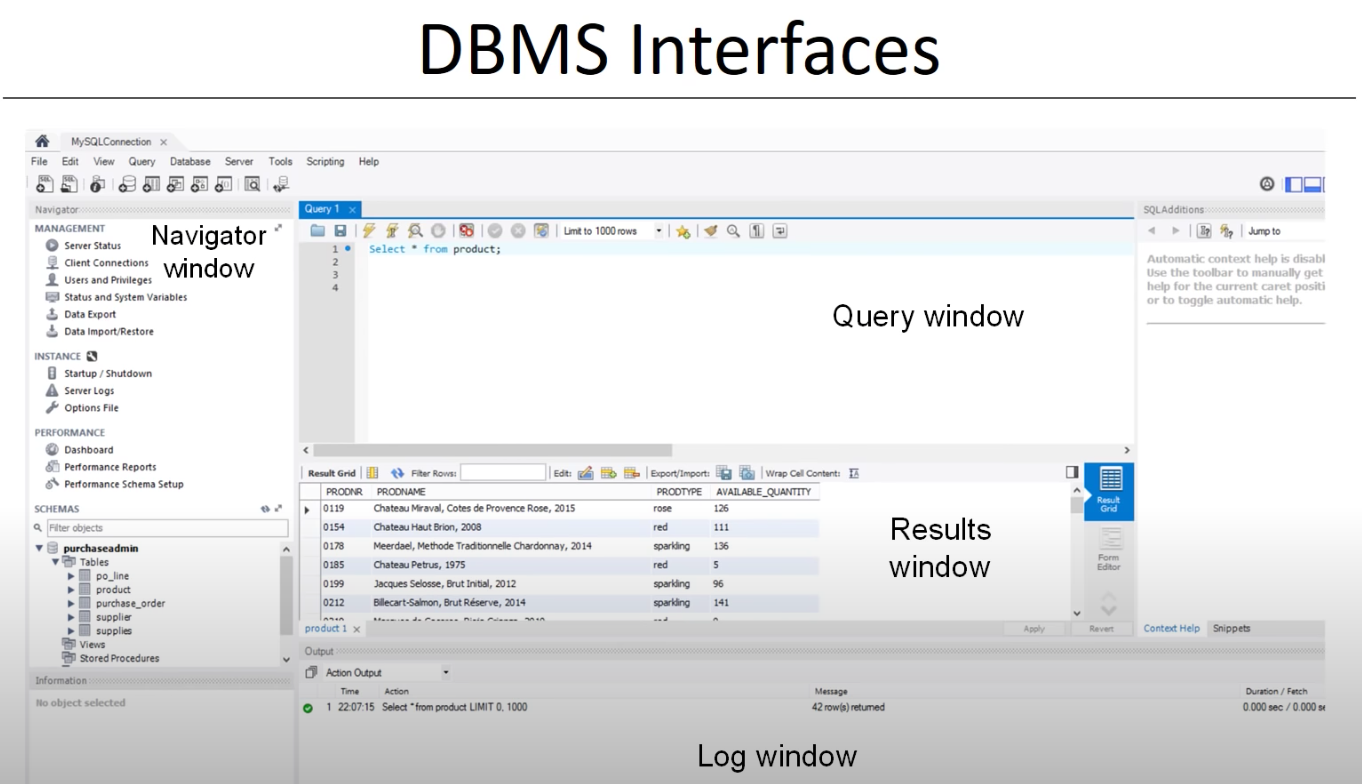 DBMS Interfaces
MySQLConnection
File Edit View Query Database Server Tools Scripting Help
Navigator
MANAGEMENT
Server Status
Client Connections
Users and Privileges
Status and System Variables
Data Export
Data Import/Restore
Navigator
window
INSTANCE
Startup / Shutdown
Server Logs
Options File
PERFORMANCE
Dashboard
Performance Reports
Performance Schema Setup
SCHEMAS
Filter objects
purchaseadmin
Tables
po_line
product
purchase_order
supplier
supplies
Views
Stored Procedures
Information
No object selected
Query 1
Limit to 1000 rows
1 Select * from product;
2
3
4
Query window
Result Grid Filter Rows: Edit: Export/Import: Wrap Cell Content:
PRODNR PRODNAME PRODTYPE AVAILABLE_QUANTITY
0119 Chateau Miraval, Cotes de Provence Rose, 2015 rose 126
0154 Chateau Haut Brion, 2008 red 111
0178 Meerdael, Methode Traditionnelle Chardonnay, 2014 sparkling 136
0185 Chateau Petrus, 1975 red 5
0199 Jacques Selosse, Brut Initial, 2012 sparkling 96
0212 Billecart-Salmon, Brut Réserve, 2014 sparkling 141
Results
window
Result
Grid
Form
Editor
product 1 Apply Revert
SQLAdditions
Jump to
Automatic context help is disabl
Use the toolbar to manually get
help for the current caret positi
or to toggle automatic help.
Context Help Snippets
Output
Action Output
Time Action Message Duration / Fetch
1 22:07:15 Select * from product LIMIT 0, 1000 42 row(s) returned 0.000 sec / 0.000 se
Log window